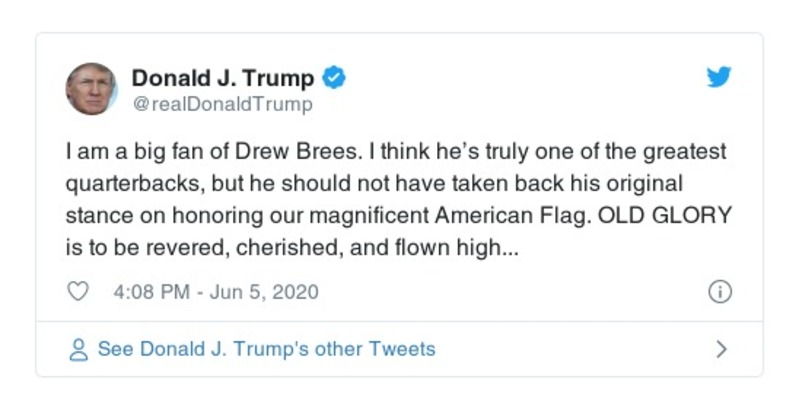 Donald J. Trump
@realDonaldTrump
I am a big fan of Drew Brees. I think he’s truly one of the greatest
quarterbacks, but he should not have taken back his original
stance on honoring our magnificent American Flag. OLD GLORY
is to be revered, cherished, and flown high...
4:08 PM - Jun 5, 2020
See Donald J. Trump's other Tweets